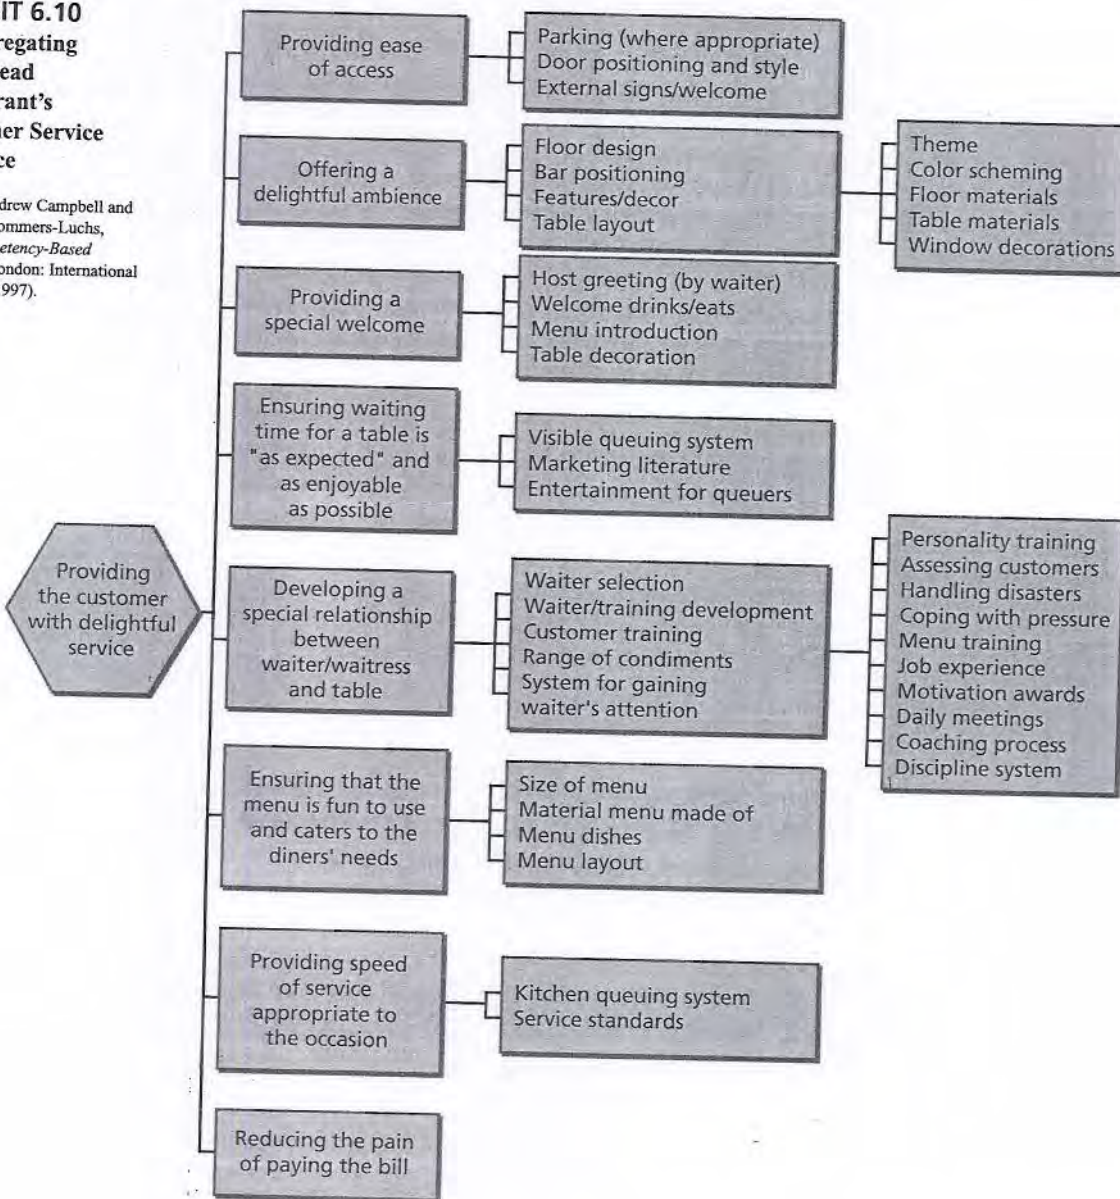 IT 6.10
regating
ead
rant's
er Service
ce
drew Campbell and
ommers-Luchs,
etency-Based
ondon: International
997).
Providing
the customer
with delightful
service
Providing ease
of access
Parking (where appropriate)
Door positioning and style
External signs/welcome
Offering a
delightful ambience
Floor design
Bar positioning
Features/decor
Table layout
Theme
Color scheming
Floor materials
Table materials
Window decorations
Providing a
special welcome
Host greeting (by waiter)
Welcome drinks/eats
Menu introduction
Table decoration
Ensuring waiting
time for a table is
"as expected" and
as enjoyable
as possible
Visible queuing system
Marketing literature
Entertainment for queuers
Developing a
special relationship
between
waiter/waitress
and table
Waiter selection
Waiter/training development
Customer training
Range of condiments
System for gaining
waiter's attention
Personality training
Assessing customers
Handling disasters
Coping with pressure
Menu training
Job experience
Motivation awards
Daily meetings
Coaching process
Discipline system
Ensuring that the
menu is fun to use
and caters to the
diners' needs
Size of menu
Material menu made of
Menu dishes
Menu layout
Providing speed
of service
appropriate to
the occasion
Kitchen queuing system
Service standards
Reducing the pain
of paying the bill